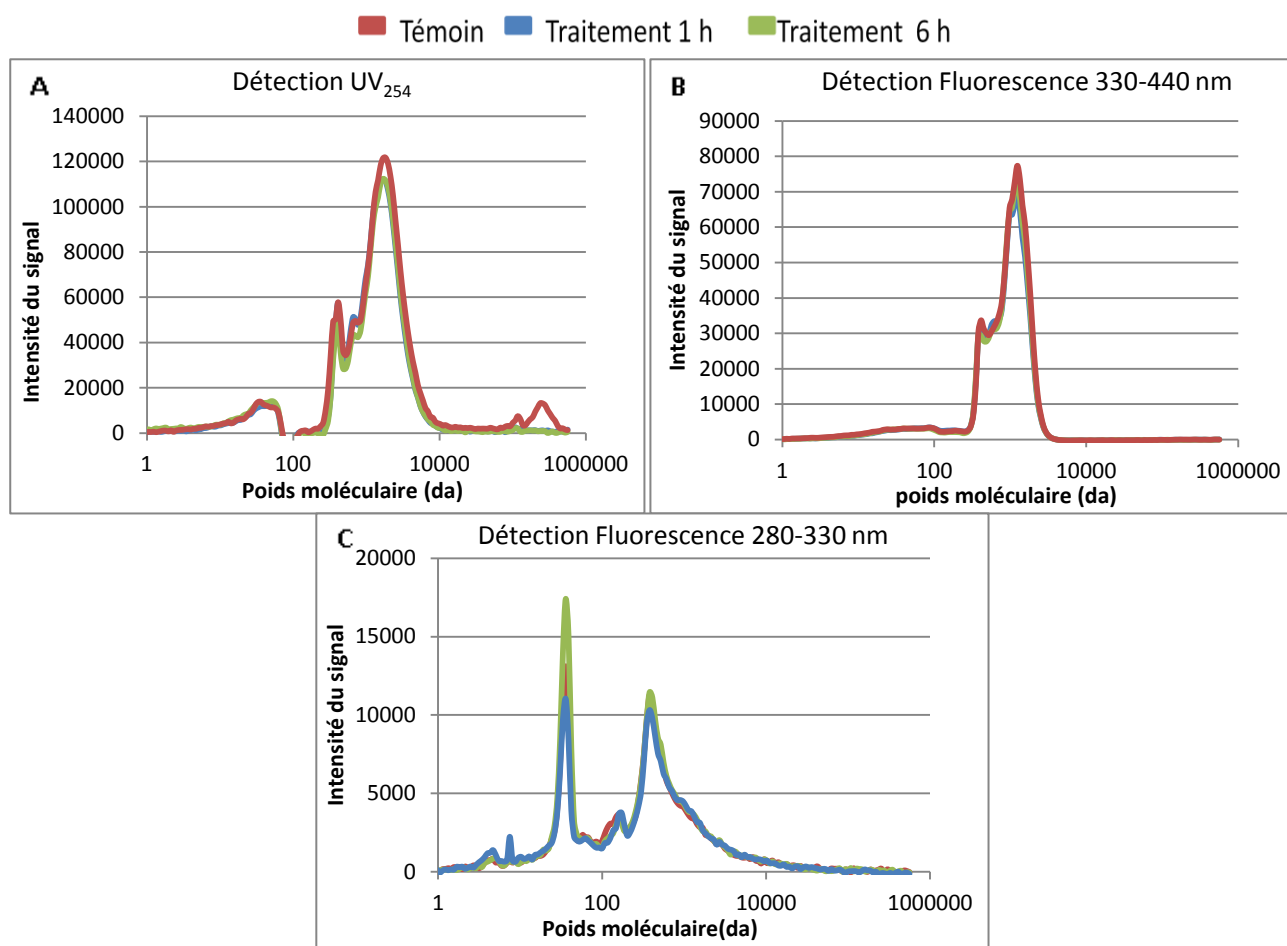 Témoin Traitement 1 h Traitement 6 h
A
Détection UV254
Intensité du signal
140000
120000
100000
80000
60000
40000
20000
0
1 100 10000 1000000
Poids moléculaire (da)
B
Détection Fluorescence 330-440 nm
Intensité du signal
90000
80000
70000
60000
50000
40000
30000
20000
10000
0
1 100 10000 1000000
poids moléculaire (da)
C
Détection Fluorescence 280-330 nm
Intensité du signal
20000
15000
10000
5000
0
1 100 10000 1000000
Poids moléculaire(da)